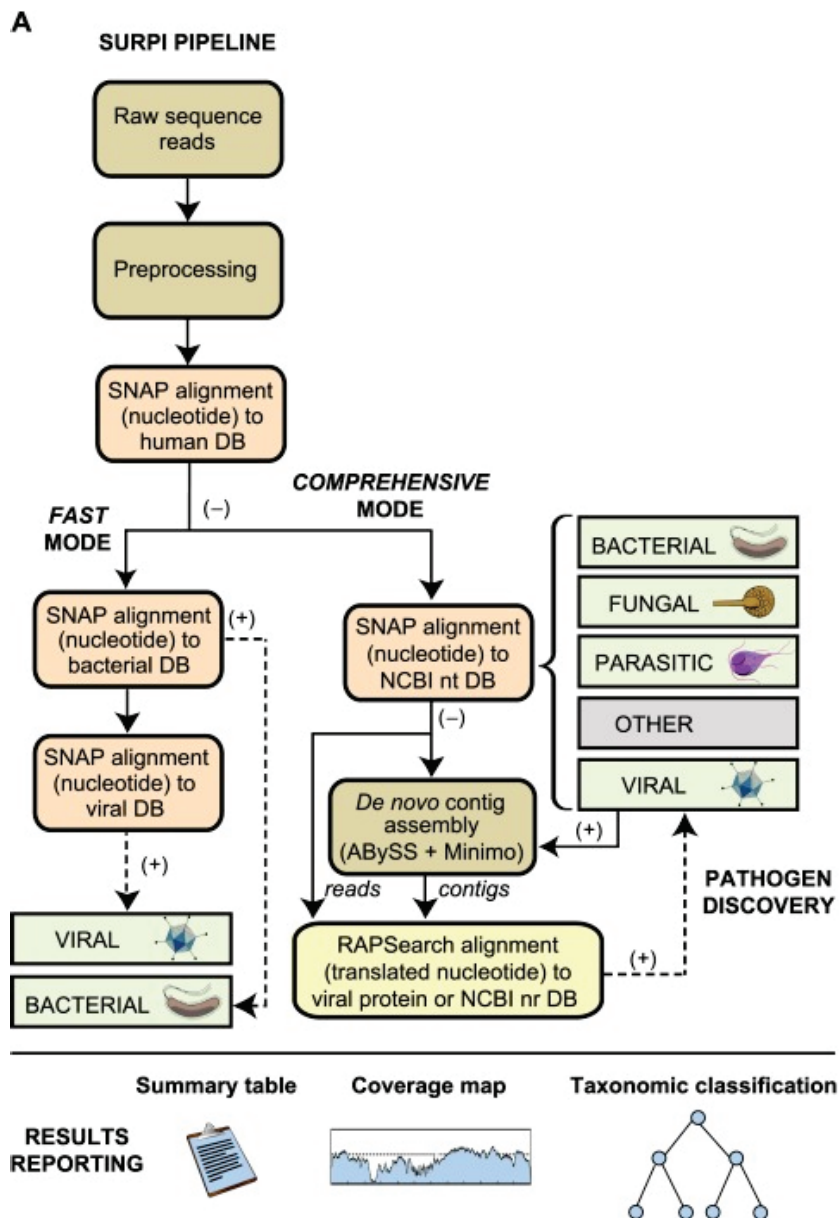 A
SURPI PIPELINE
Raw sequence
reads
Preprocessing
SNAP alignment
(nucleotide) to
human DB
(–)
FAST
MODE
COMPREHENSIVE
MODE
SNAP alignment
(nucleotide) to
bacterial DB
(+)
SNAP alignment
(nucleotide) to
viral DB
(+)
VIRAL
BACTERIAL
SNAP alignment
(nucleotide) to
NCBI nt DB
(–)
BACTERIAL
FUNGAL
PARASITIC
OTHER
VIRAL
(+)
De novo contig
assembly
(ABySS + Minimo)
reads
contigs
RAPSearch alignment
(translated nucleotide) to
viral protein or NCBI nr DB
(+)
PATHOGEN
DISCOVERY
RESULTS
REPORTING
Summary table
Coverage map
Taxonomic classification